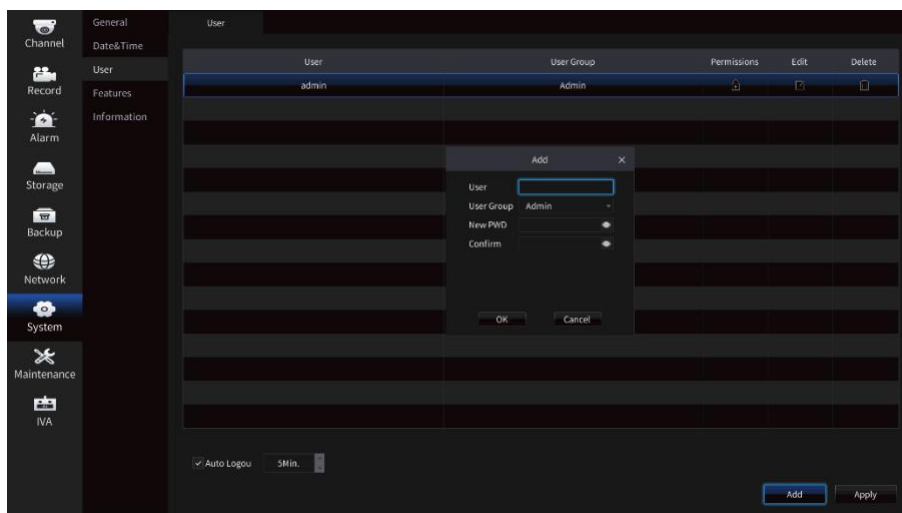 Channel
Record
Alarm
Storage
Backup
Network
System
Maintenance
IVA
General
Date&Time
User
Features
Information
User
User User Group Permissions Edit Delete
admin Admin
Add ×
User
User Group Admin
New PWD
Confirm
OK Cancel
Auto Logou 5Min.
Add Apply